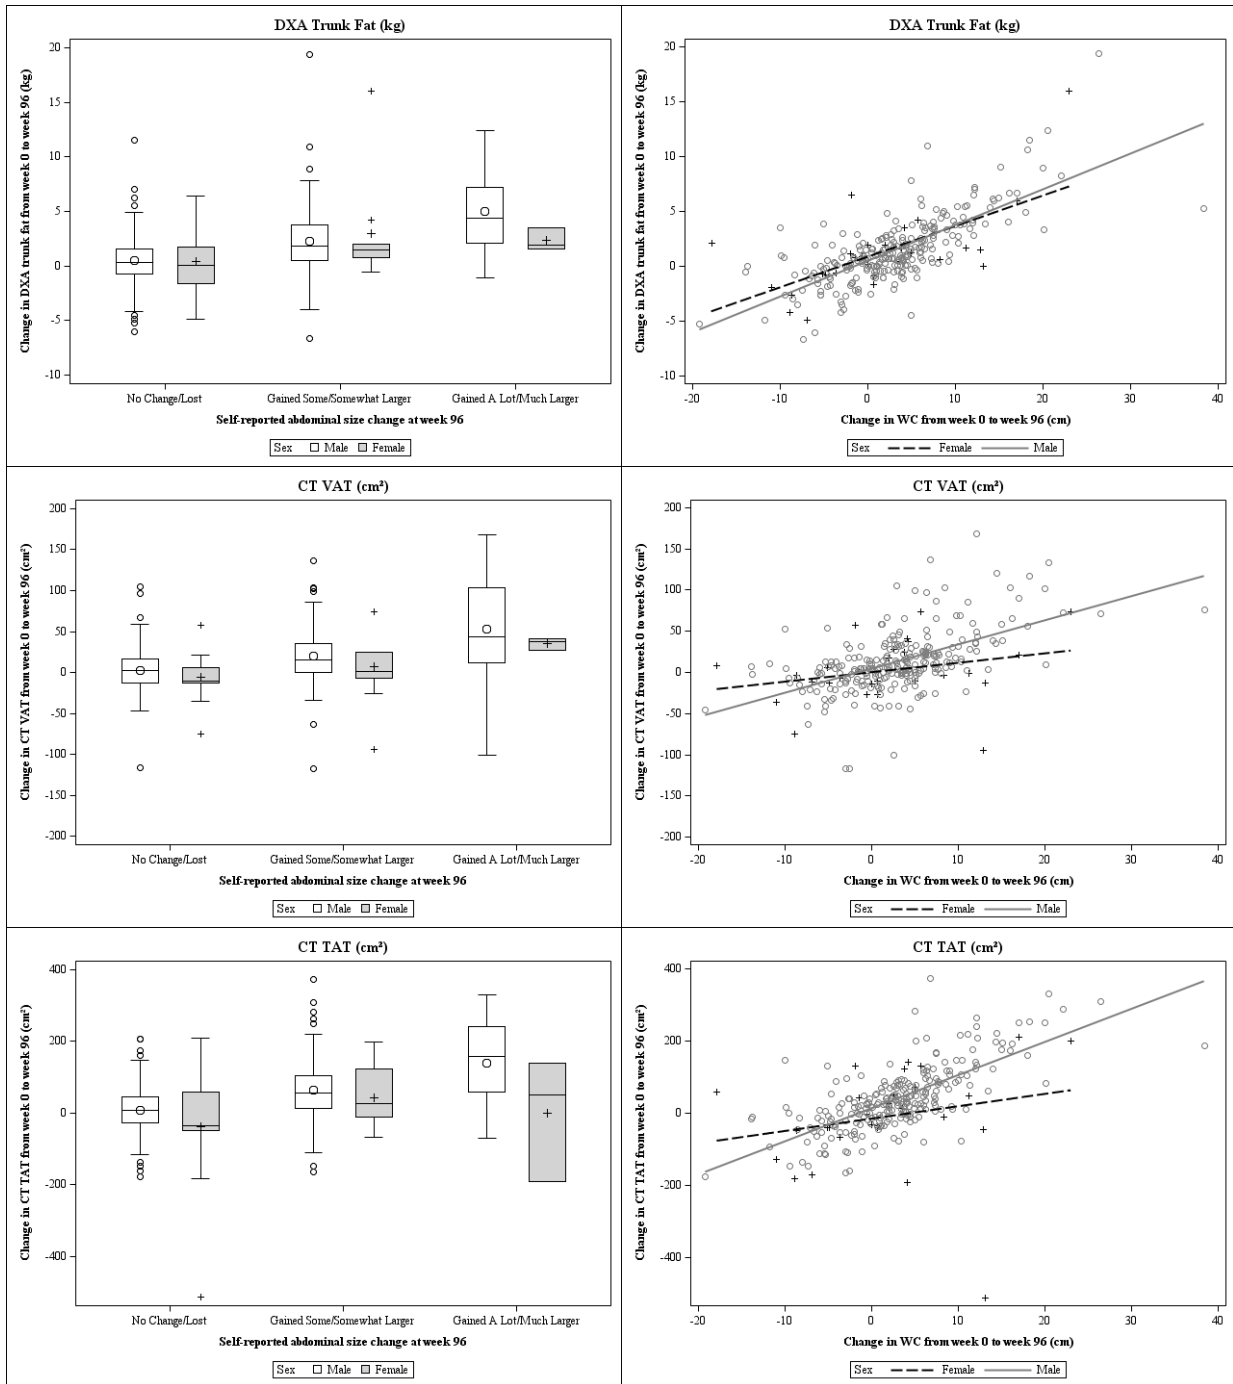 DXA Trunk Fat (kg)
Change in DXA trunk fat from week 0 to week 96 (kg)
20
15
10
5
0
-5
-10
No Change/Lost
Gained Some/Somewhat Larger
Gained A Lot/Much Larger
Self-reported abdominal size change at week 96
Sex Male Female
DXA Trunk Fat (kg)
Change in DXA trunk fat from week 0 to week 96 (kg)
20
15
10
5
0
-5
-10
-20 -10 0 10 20 30 40
Change in WC from week 0 to week 96 (cm)
Sex Female Male
CT VAT (cm²)
Change in CT VAT from week 0 to week 96 (cm²)
200
150
100
50
0
-50
-100
-150
-200
No Change/Lost
Gained Some/Somewhat Larger
Gained A Lot/Much Larger
Self-reported abdominal size change at week 96
Sex Male Female
CT VAT (cm²)
Change in CT VAT from week 0 to week 96 (cm²)
200
150
100
50
0
-50
-100
-150
-200
-20 -10 0 10 20 30 40
Change in WC from week 0 to week 96 (cm)
Sex Female Male
CT TAT (cm²)
Change in CT TAT from week 0 to week 96 (cm²)
400
200
0
-200
-400
No Change/Lost
Gained Some/Somewhat Larger
Gained A Lot/Much Larger
Self-reported abdominal size change at week 96
Sex Male Female
CT TAT (cm²)
Change in CT TAT from week 0 to week 96 (cm²)
400
200
0
-200
-400
-20 -10 0 10 20 30 40
Change in WC from week 0 to week 96 (cm)
Sex Female Male